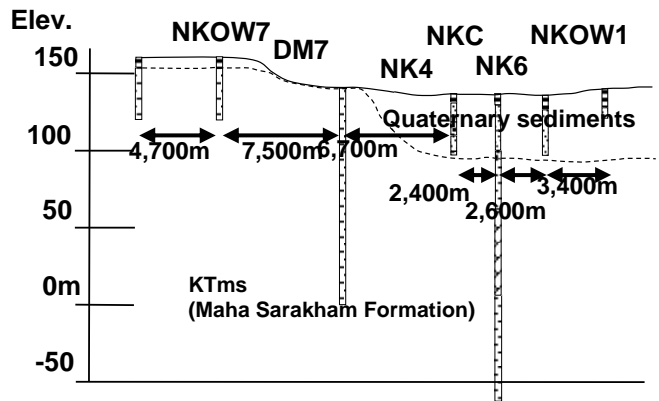 Elev.
NKOW7
DM7
NKC
NK4
NK6
NKOW1
150
Quaternary sediments
100
4,700m
7,500m
6,700m
2,400m
2,600m
3,400m
50
0m
KTms
(Maha Sarakham Formation)
-50